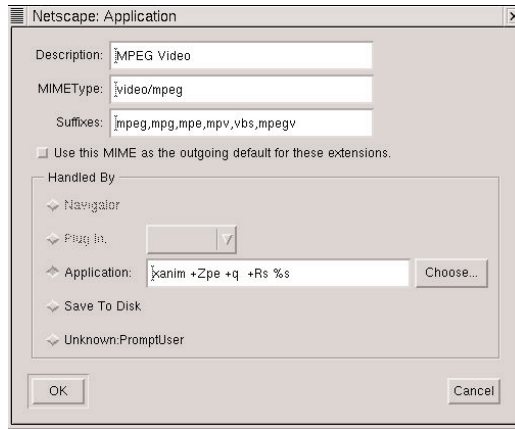 Netscape: Application
Description: MPEG Video
MIMEType: video/mpeg
Suffixes: mpeg,mpg,mpe,mpv,vbs,mpegv
Use this MIME as the outgoing default for these extensions.
Handled By
Navigator
Plug In:
Application: xanim +Zpe +q +Rs %s Choose...
Save To Disk
Unknown:PromptUser
OK Cancel